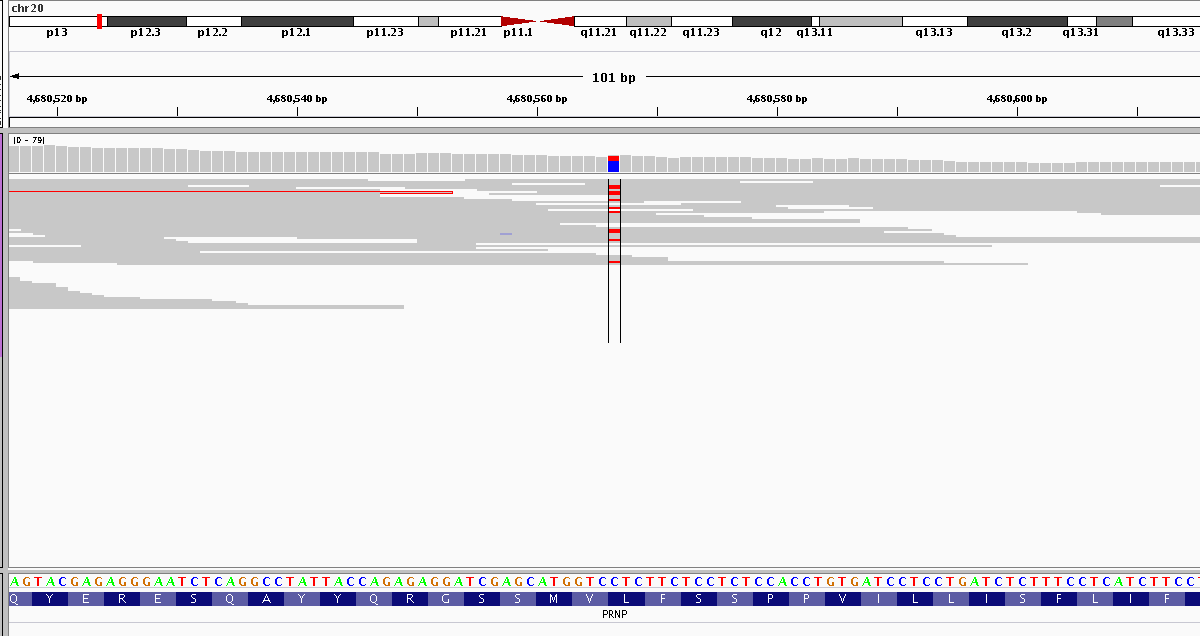 chr20
p13 p12.3 p12.2 p12.1 p11.23 p11.21 p11.1 q11.21 q11.22 q11.23 q12 q13.11 q13.13 q13.2 q13.31 q13.33
101 bp
4,680,520 bp 4,680,540 bp 4,680,560 bp 4,680,580 bp 4,680,600 bp
[0 - 79]
AGTACGAGAGGGAATCTCAGGCCTATTACCAGAGAGGATCGAGCATGGTCCTCTTCTCCTCTCCACCTGTGATCCTCCTGATCTCTTTCCTCATCTTCCT
Q Y E R E S Q A Y Y Q R G S S M V L F S S P P V I L L I S F L I F
PRNP